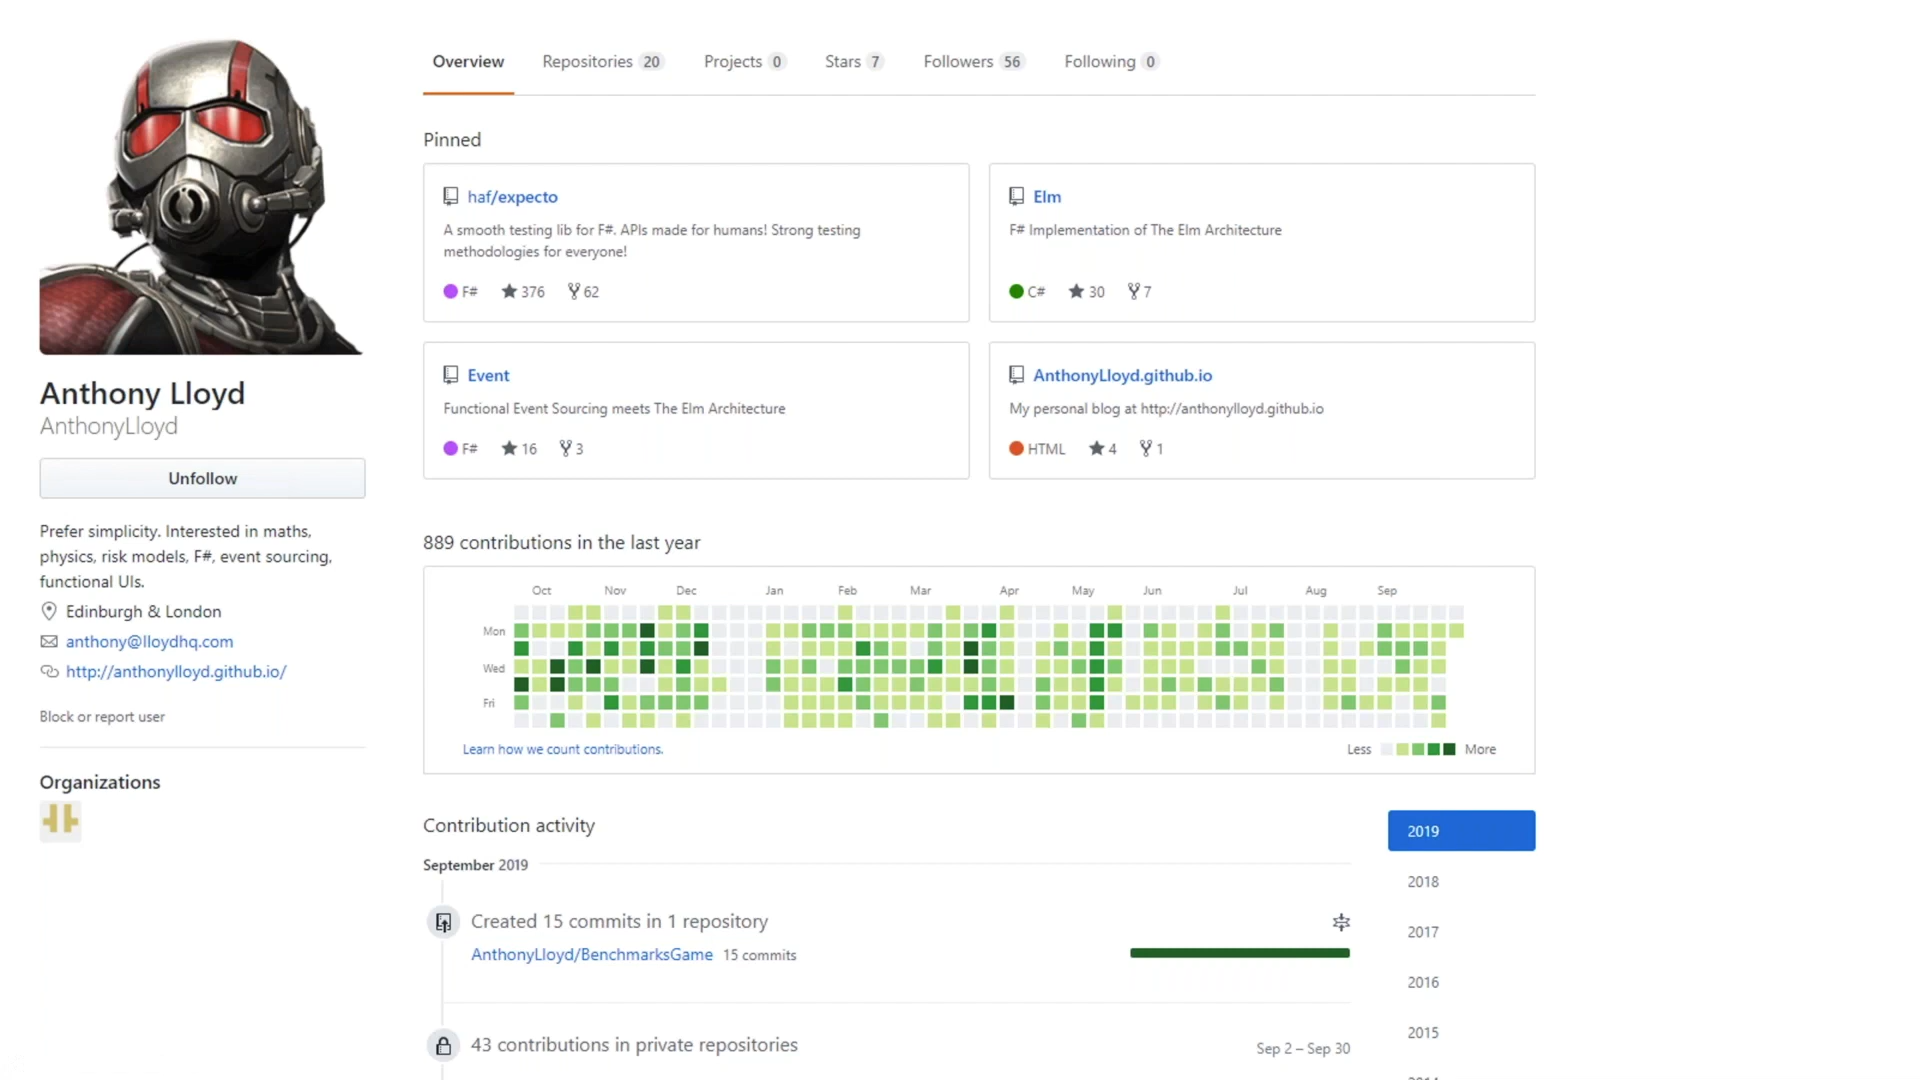 Overview Repositories 20 Projects 0 Stars 7 Followers 56 Following 0
Anthony Lloyd
AnthonyLloyd
Unfollow
Prefer simplicity. Interested in maths,
physics, risk models, F#, event sourcing,
functional UIs.
Edinburgh & London
anthony@lloydhq.com
http://anthonylloyd.github.io/
Block or report user
Organizations
Pinned
haf/expecto
A smooth testing lib for F#. APIs made for humans! Strong testing
methodologies for everyone!
F# 376 62
Elm
F# Implementation of The Elm Architecture
C# 30 7
Event
Functional Event Sourcing meets The Elm Architecture
F# 16 3
AnthonyLloyd.github.io
My personal blog at http://anthonylloyd.github.io
HTML 4 1
889 contributions in the last year
Oct Nov Dec Jan Feb Mar Apr May Jun Jul Aug Sep
Mon
Wed
Fri
Learn how we count contributions.
Less More
Contribution activity
September 2019
Created 15 commits in 1 repository
AnthonyLloyd/BenchmarksGame 15 commits
43 contributions in private repositories
Sep 2 – Sep 30
2019
2018
2017
2016
2015